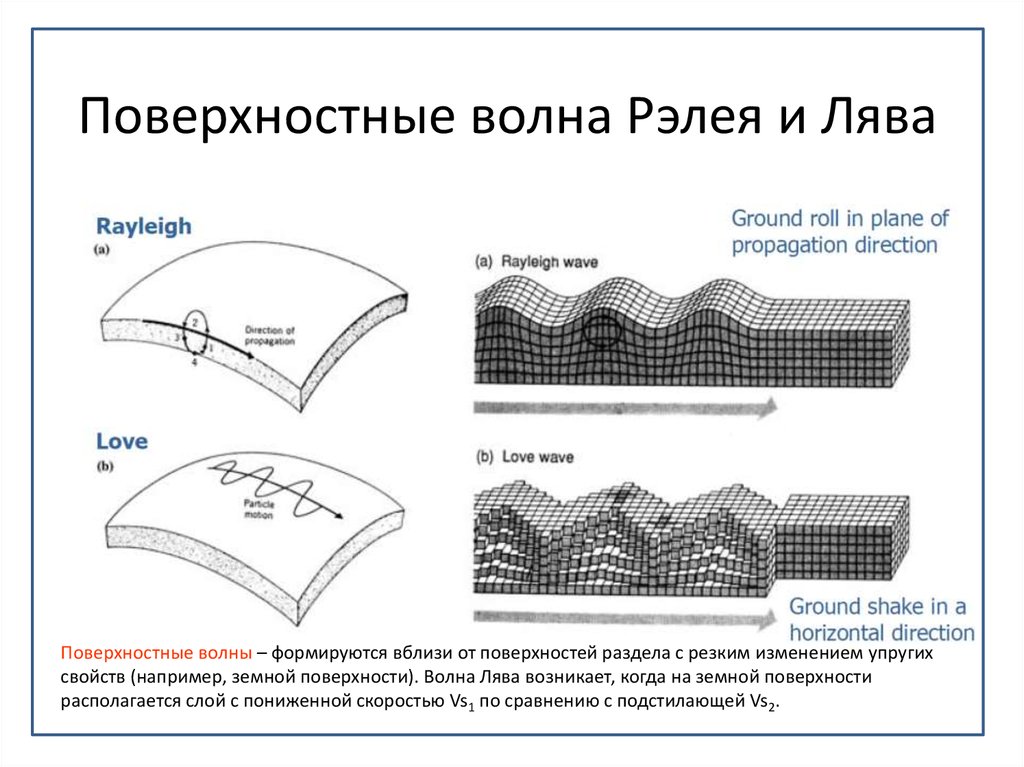 Поверхностные волна Рэлея и Лява
Rayleigh
(a)
2
3
1
4
Direction of
propagation
Ground roll in plane of
propagation direction
(a) Rayleigh wave
Love
(b)
Particle
motion
(b) Love wave
Ground shake in a
horizontal direction
Поверхностные волны – формируются вблизи от поверхностей раздела с резким изменением упругих
свойств (например, земной поверхности). Волна Лява возникает, когда на земной поверхности
располагается слой с пониженной скоростью Vs₁ по сравнению с подстилающей Vs₂.